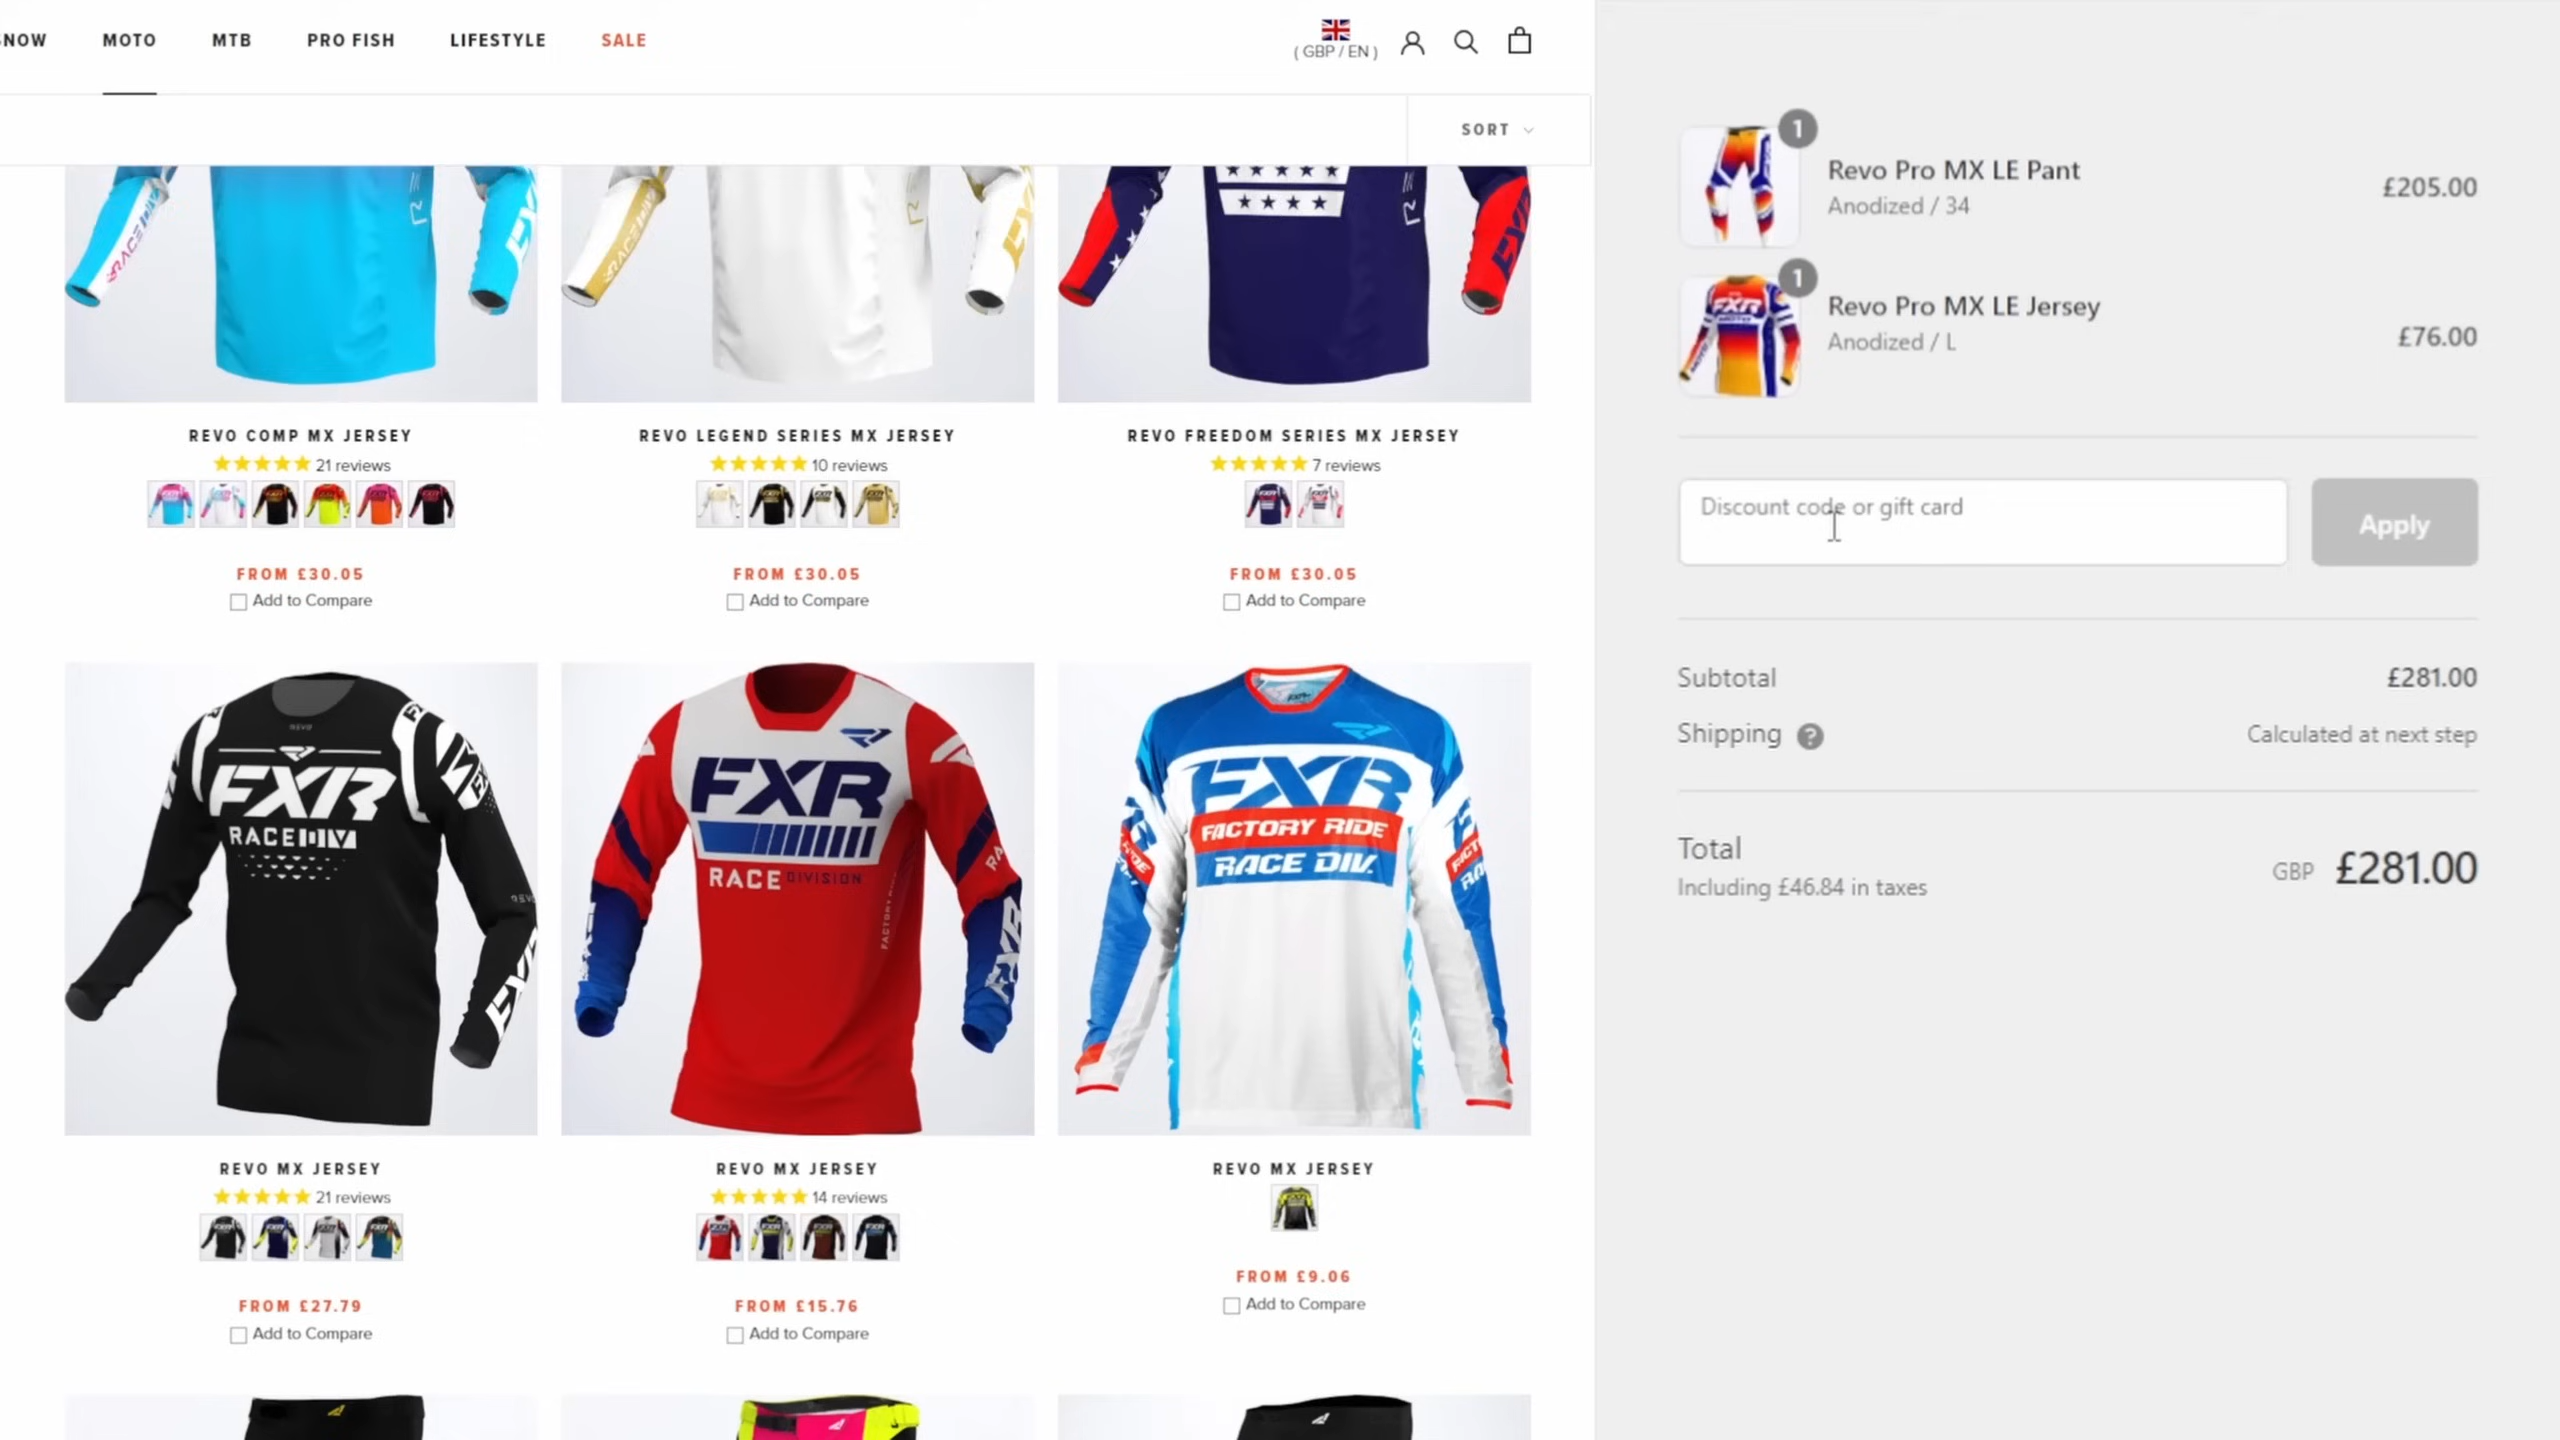 SNOW MOTO MTB PRO FISH LIFESTYLE SALE
( GBP / EN )
SORT
REVO COMP MX JERSEY
21 reviews
FROM £30.05
Add to Compare
REVO LEGEND SERIES MX JERSEY
10 reviews
FROM £30.05
Add to Compare
REVO FREEDOM SERIES MX JERSEY
7 reviews
FROM £30.05
Add to Compare
REVO
FXR
RACE DIV
FXR
RACE DIVISION
FXR
FACTORY RIDE
RACE DIV.
REVO MX JERSEY
21 reviews
FROM £27.79
Add to Compare
REVO MX JERSEY
14 reviews
FROM £15.76
Add to Compare
REVO MX JERSEY
FROM £9.06
Add to Compare
1
Revo Pro MX LE Pant
Anodized / 34
£205.00
1
FXR
Revo Pro MX LE Jersey
Anodized / L
£76.00
Discount code or gift card
Apply
Subtotal £281.00
Shipping ? Calculated at next step
Total
Including £46.84 in taxes
GBP £281.00